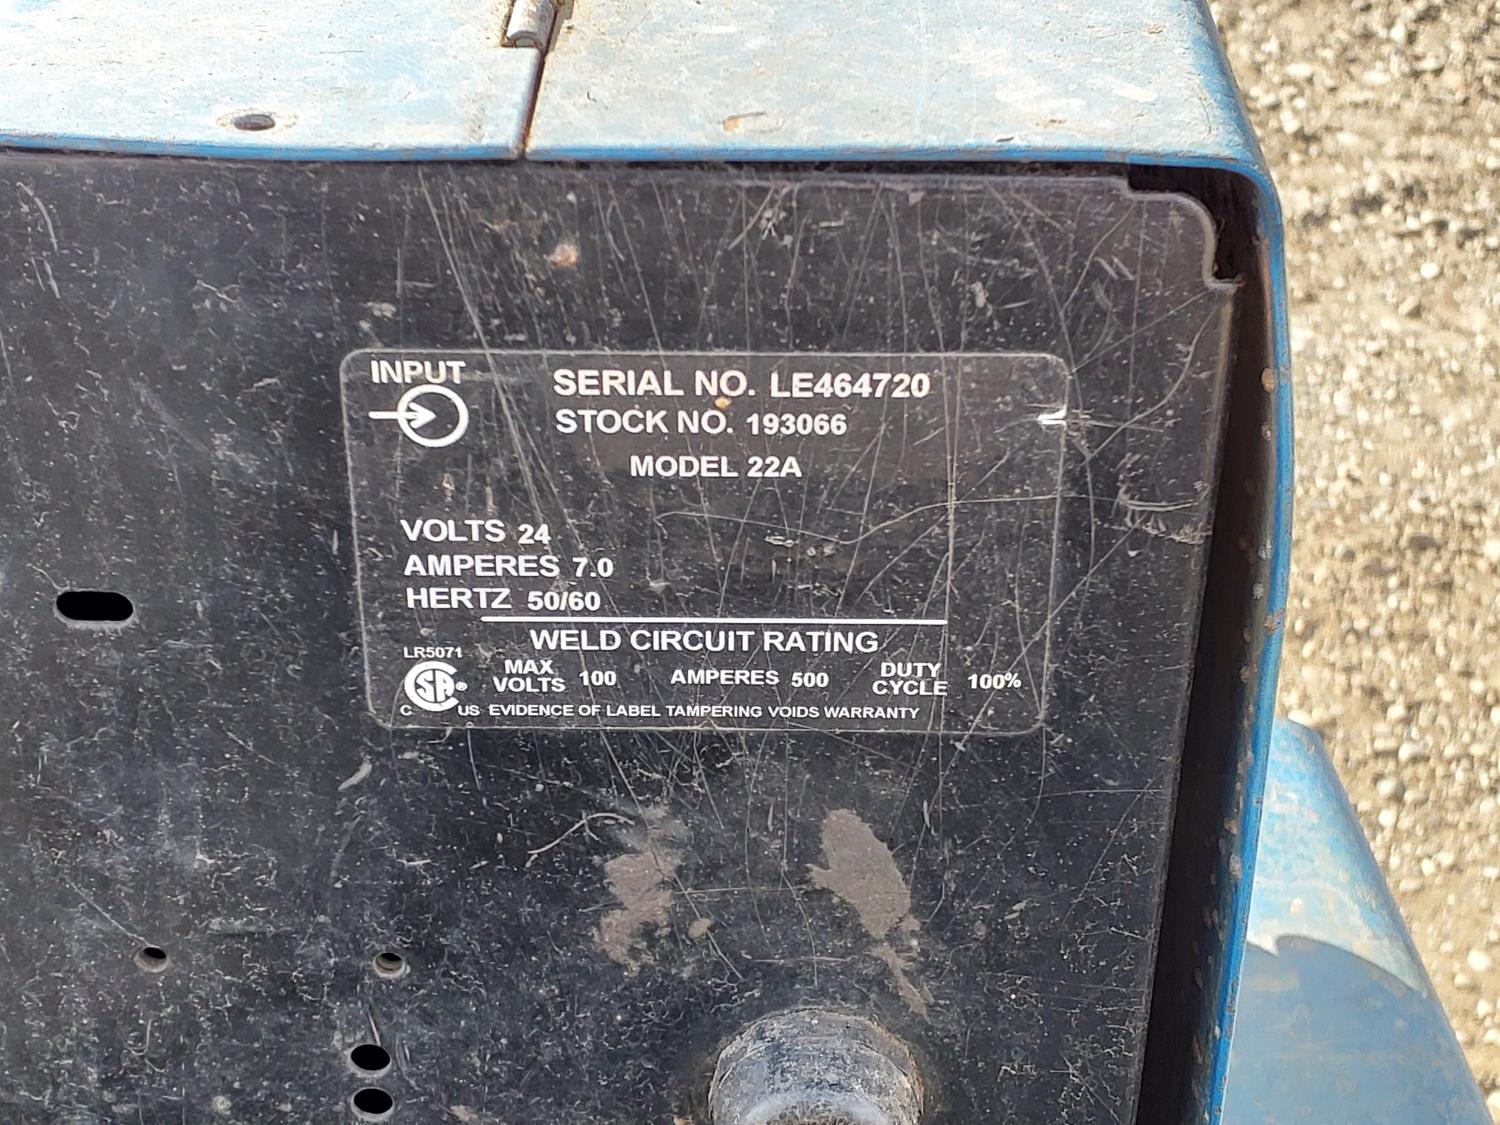 INPUT
SERIAL NO. LE464720
STOCK NO. 193066
MODEL 22A
VOLTS 24
AMPERES 7.0
HERTZ 50/60
WELD CIRCUIT RATING
LR5071
SA®
C US
MAX VOLTS 100 AMPERES 500 DUTY CYCLE 100%
EVIDENCE OF LABEL TAMPERING VOIDS WARRANTY